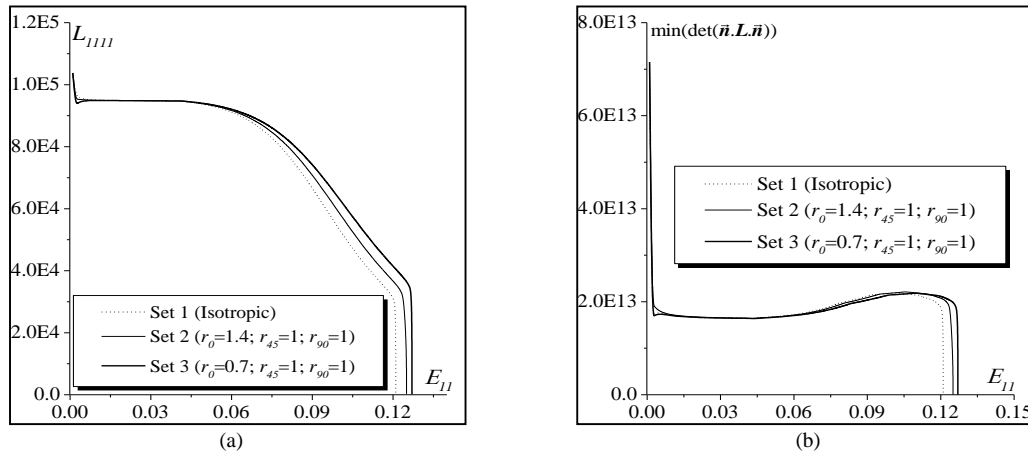 1.2E5
L1111
1.0E5
8.0E4
6.0E4
4.0E4
2.0E4
0.0
Set 1 (Isotropic)
Set 2 (r0=1.4; r45=1; r90=1)
Set 3 (r0=0.7; r45=1; r90=1)
E11
0.00 0.03 0.06 0.09 0.12
(a)
8.0E13
min(det(n⃗.L.n⃗))
6.0E13
4.0E13
2.0E13
0.0
Set 1 (Isotropic)
Set 2 (r0=1.4; r45=1; r90=1)
Set 3 (r0=0.7; r45=1; r90=1)
E11
0.00 0.03 0.06 0.09 0.12 0.15
(b)